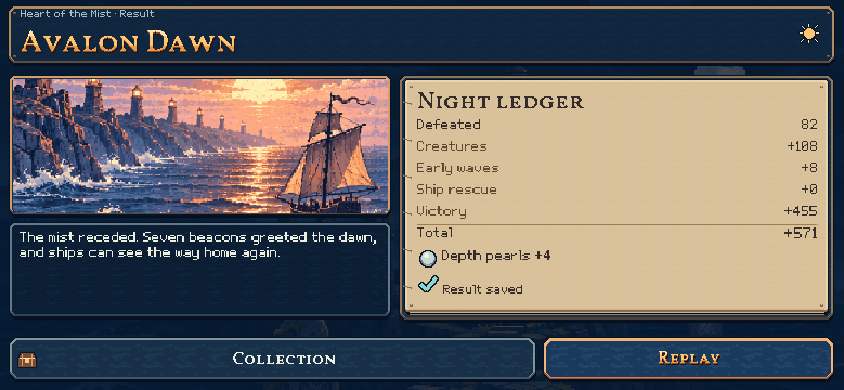 Heart of the Mist · Result
Avalon Dawn
The mist receded. Seven beacons greeted the dawn,
and ships can see the way home again.
Night ledger
Defeated 82
Creatures +108
Early waves +8
Ship rescue +0
Victory +455
Total +571
Depth pearls +4
Result saved
Collection
Replay